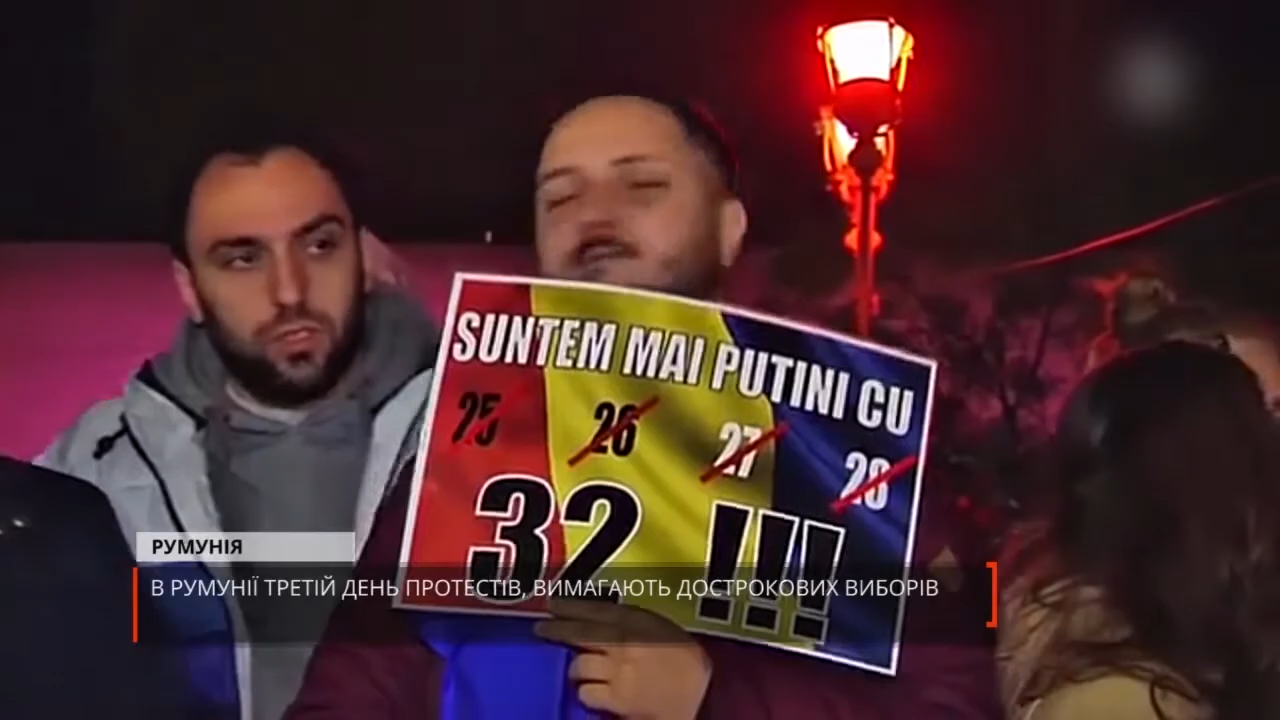 SUNTEM MAI PUTINI CU
25 26 27 28
32 !!!
РУМУНІЯ
В РУМУНІЇ ТРЕТІЙ ДЕНЬ ПРОТЕСТІВ, ВИМАГАЮТЬ ДОСТРОКОВИХ ВИБОРІВ